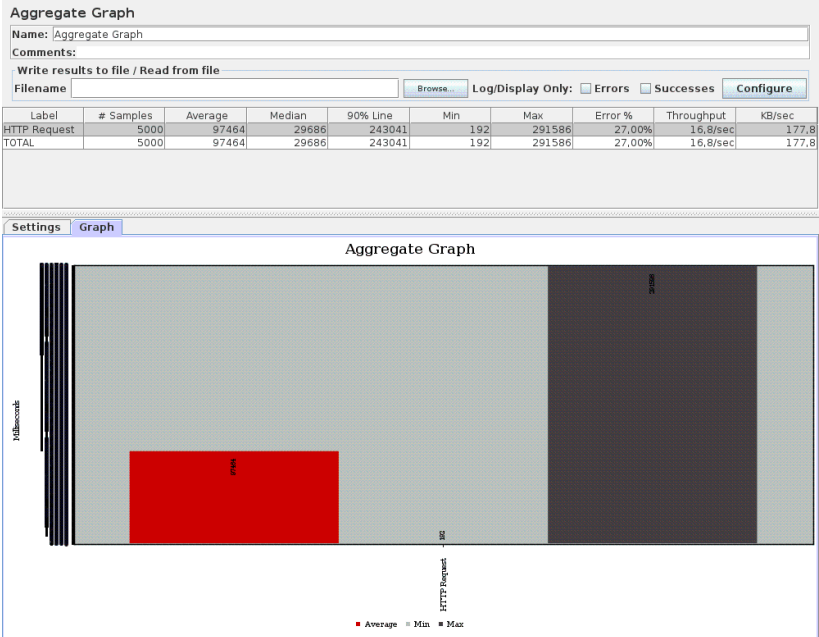 Aggregate Graph
Name: Aggregate Graph
Comments:
Write results to file / Read from file
Filename Browse... Log/Display Only: Errors Successes Configure
Label # Samples Average Median 90% Line Min Max Error % Throughput KB/sec
HTTP Request 5000 97464 29686 243041 192 291586 27,00% 16,8/sec 177,8
TOTAL 5000 97464 29686 243041 192 291586 27,00% 16,8/sec 177,8
Settings Graph
Aggregate Graph
Milliseconds
192
HTTP Request
Average Min Max